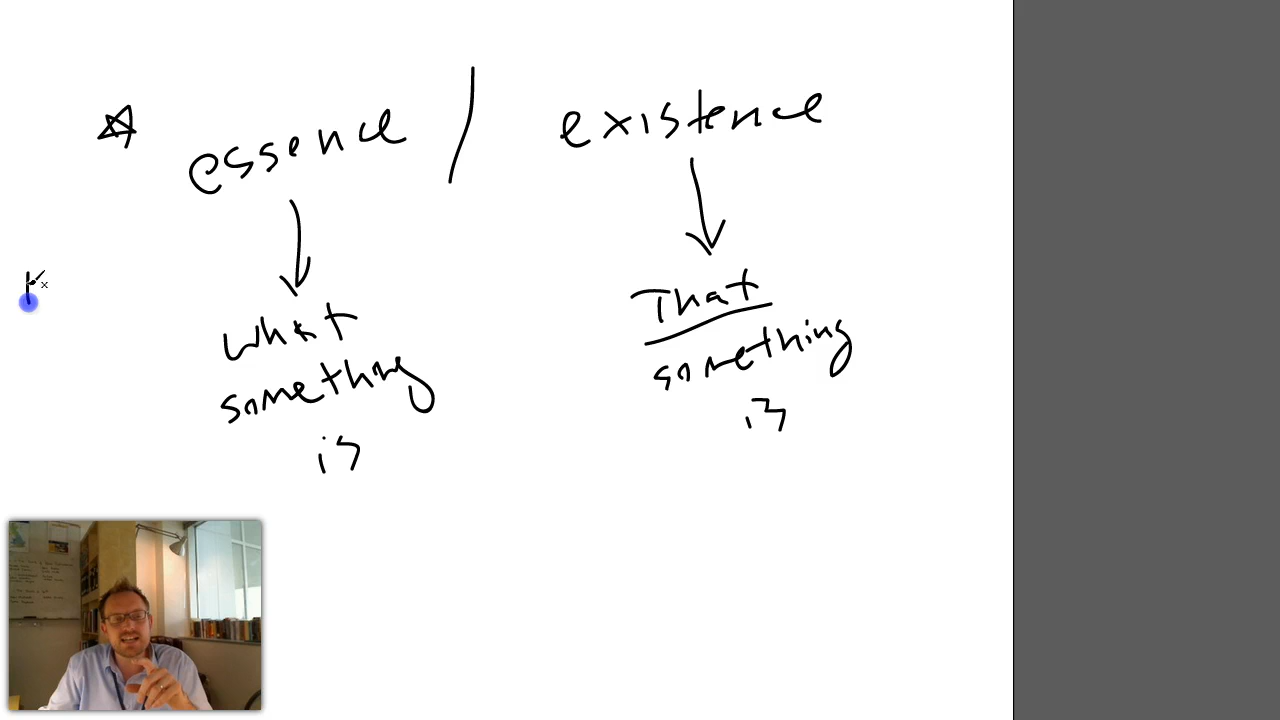 essence / existence
what
something
is
That
something
is